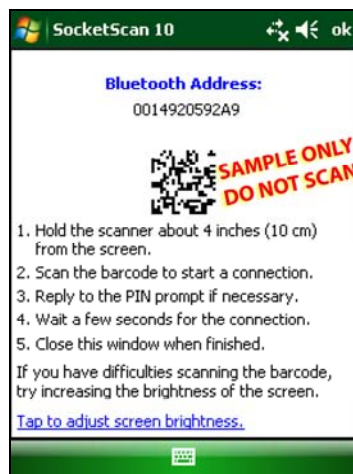 SocketScan 10
ok
Bluetooth Address:
0014920592A9
SAMPLE ONLY
DO NOT SCAN
1. Hold the scanner about 4 inches (10 cm)
from the screen.
2. Scan the barcode to start a connection.
3. Reply to the PIN prompt if necessary.
4. Wait a few seconds for the connection.
5. Close this window when finished.
If you have difficulties scanning the barcode,
try increasing the brightness of the screen.
Tap to adjust screen brightness.